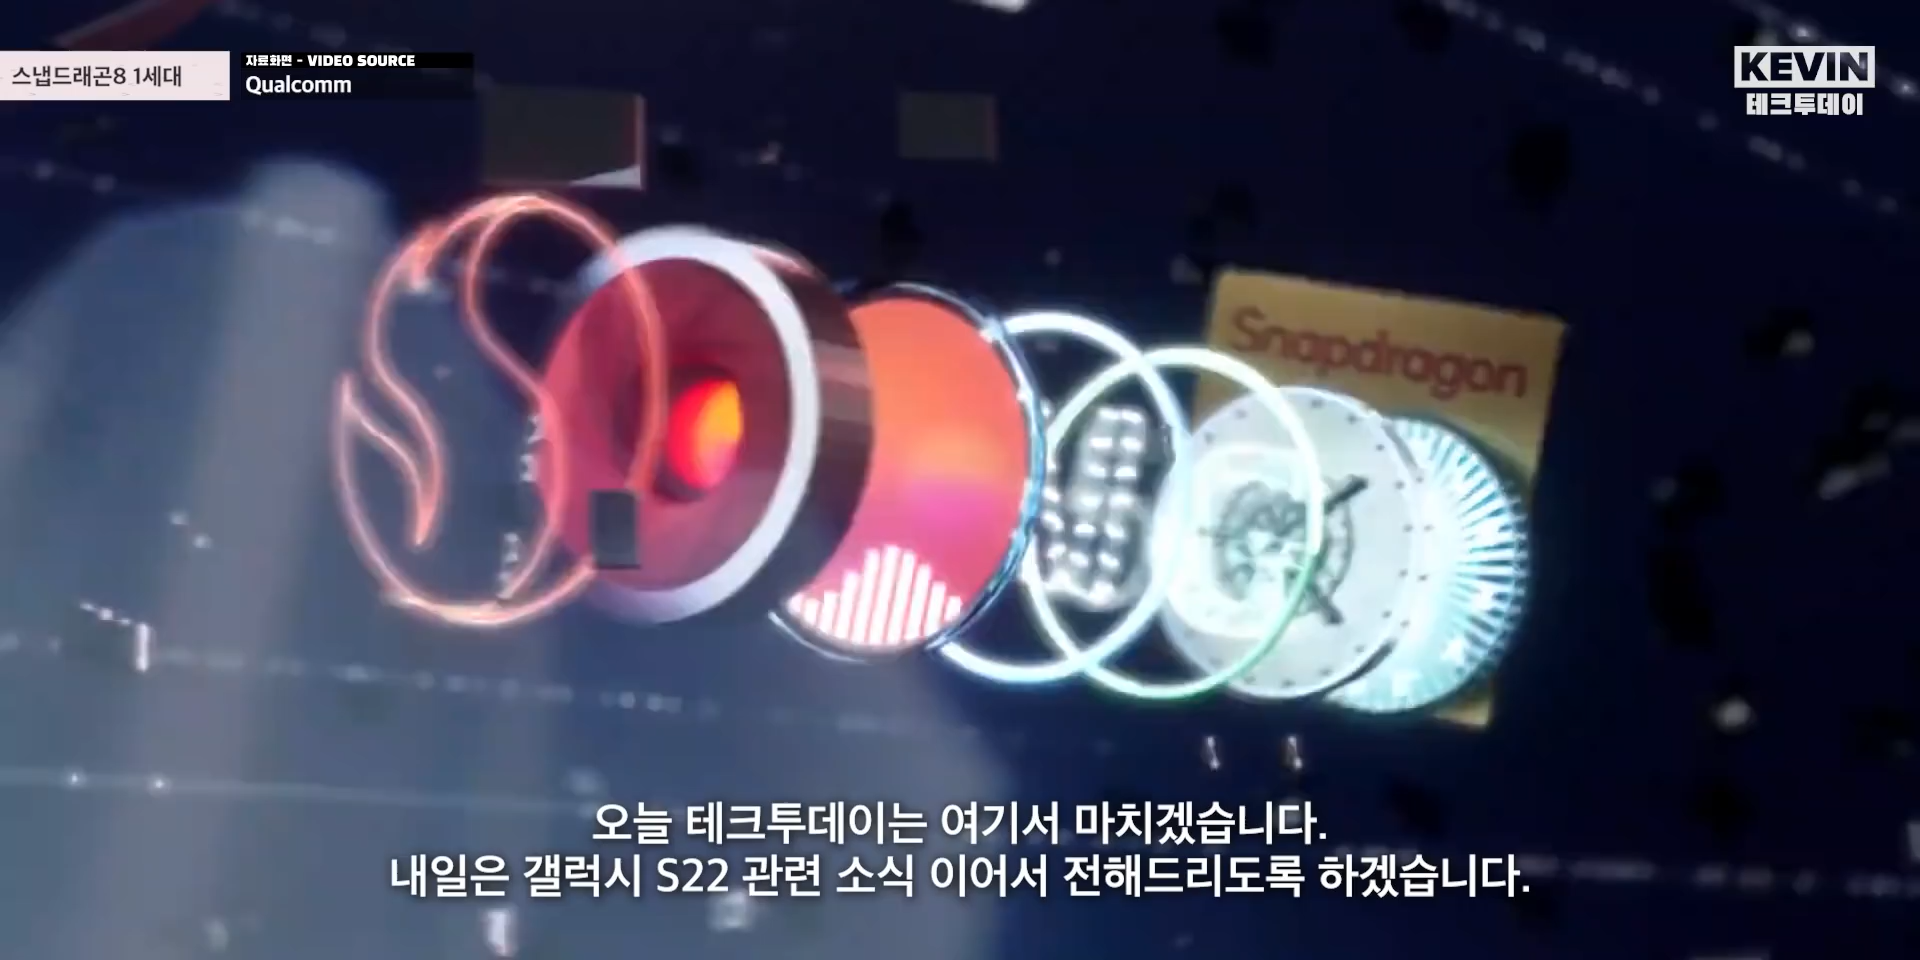 스냅드래곤8 1세대
자료화면 - VIDEO SOURCE
Qualcomm
KEVIN
테크투데이
Snapdragon
오늘 테크투데이는 여기서 마치겠습니다.
내일은 갤럭시 S22 관련 소식 이어서 전해드리도록 하겠습니다.